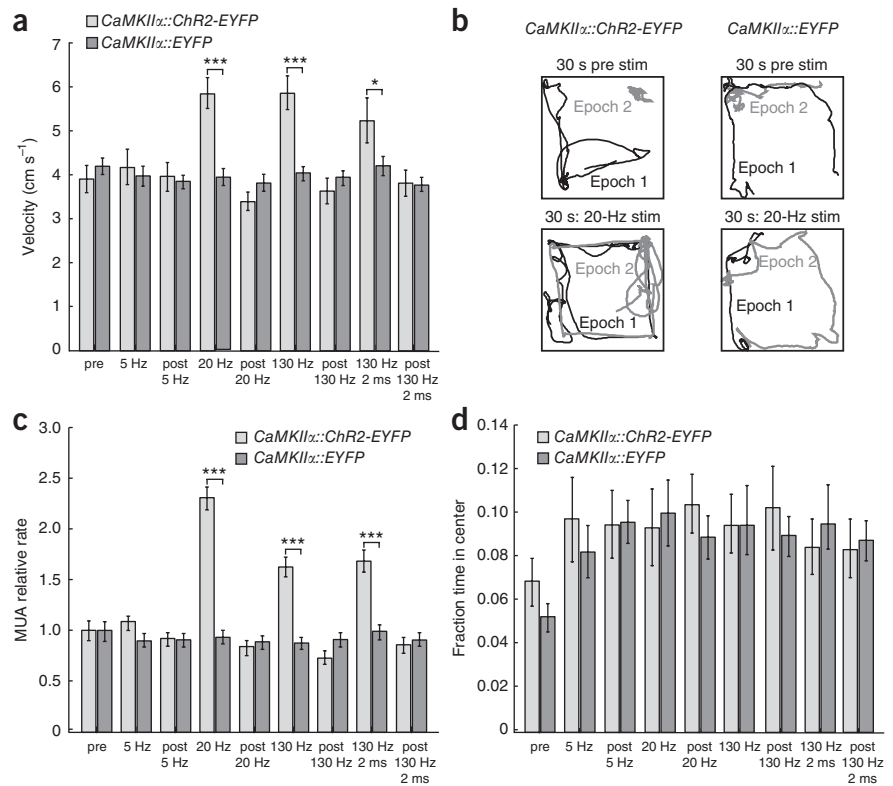 a
CaMKIIα::ChR2-EYFP
CaMKIIα::EYFP
Velocity (cm s⁻¹)
7
6
5
4
3
2
1
0
***
***
*
pre
5 Hz
post
5 Hz
20 Hz
post
20 Hz
130 Hz
post
130 Hz
130 Hz
2 ms
post
130 Hz
2 ms
b
CaMKIIα::ChR2-EYFP
CaMKIIα::EYFP
30 s pre stim
30 s pre stim
Epoch 2
Epoch 1
Epoch 2
Epoch 1
30 s: 20-Hz stim
30 s: 20-Hz stim
Epoch 2
Epoch 1
Epoch 2
Epoch 1
c
CaMKIIα::ChR2-EYFP
CaMKIIα::EYFP
MUA relative rate
3.0
2.5
2.0
1.5
1.0
0.5
0
***
***
***
pre
5 Hz
post
5 Hz
20 Hz
post
20 Hz
130 Hz
post
130 Hz
130 Hz
2 ms
post
130 Hz
2 ms
d
CaMKIIα::ChR2-EYFP
CaMKIIα::EYFP
Fraction time in center
0.14
0.12
0.10
0.08
0.06
0.04
0.02
0
pre
5 Hz
post
5 Hz
20 Hz
post
20 Hz
130 Hz
post
130 Hz
130 Hz
2 ms
post
130 Hz
2 ms